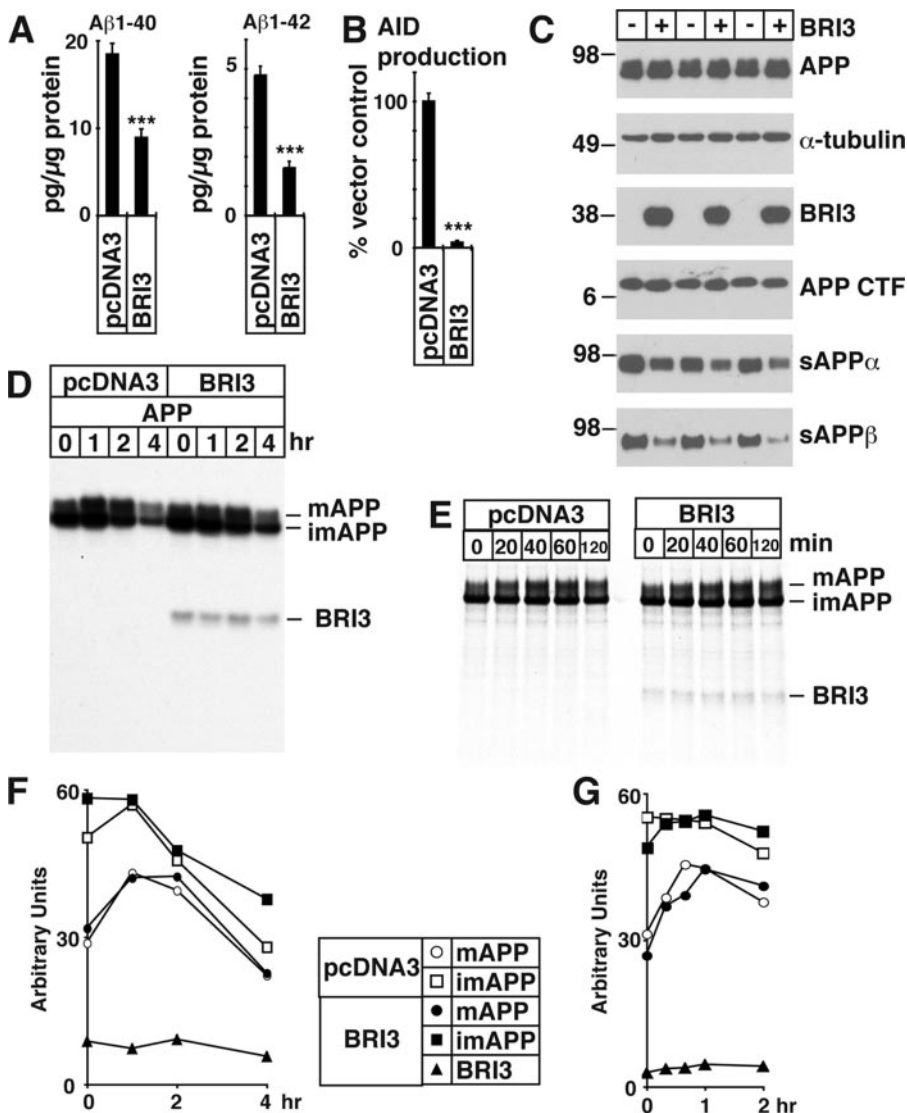 A
Aβ1-40
20
10
0
pg/µg protein
***
pcDNA3
BRI3
Aβ1-42
5
0
pg/µg protein
***
pcDNA3
BRI3
B AID
production
100
0
% vector control
***
pcDNA3
BRI3
C
- + - + - + BRI3
98 APP
49 α-tubulin
38 BRI3
6 APP CTF
98 sAPPα
98 sAPPβ
D
pcDNA3 BRI3
APP
0 1 2 4 0 1 2 4 hr
mAPP
imAPP
BRI3
E
pcDNA3 BRI3
0 20 40 60 120 0 20 40 60 120 min
mAPP
imAPP
BRI3
F
60
30
0
Arbitrary Units
0 2 4 hr
pcDNA3
mAPP
imAPP
BRI3
mAPP
imAPP
BRI3
G
60
30
0
Arbitrary Units
0 1 2 hr